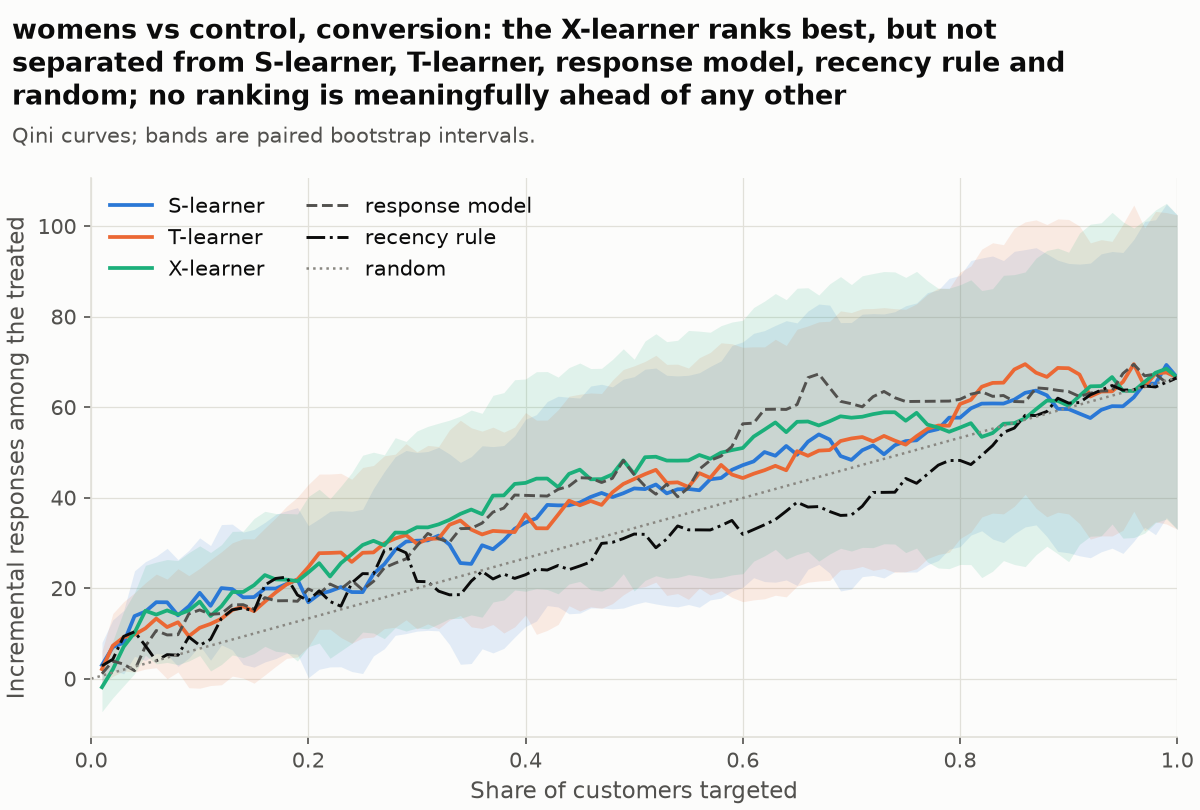 womens vs control, conversion: the X-learner ranks best, but not
separated from S-learner, T-learner, response model, recency rule and
random; no ranking is meaningfully ahead of any other
Qini curves; bands are paired bootstrap intervals.
S-learner
T-learner
X-learner
response model
recency rule
random
Incremental responses among the treated
100
80
60
40
20
0
0.0
0.2
0.4
0.6
0.8
1.0
Share of customers targeted